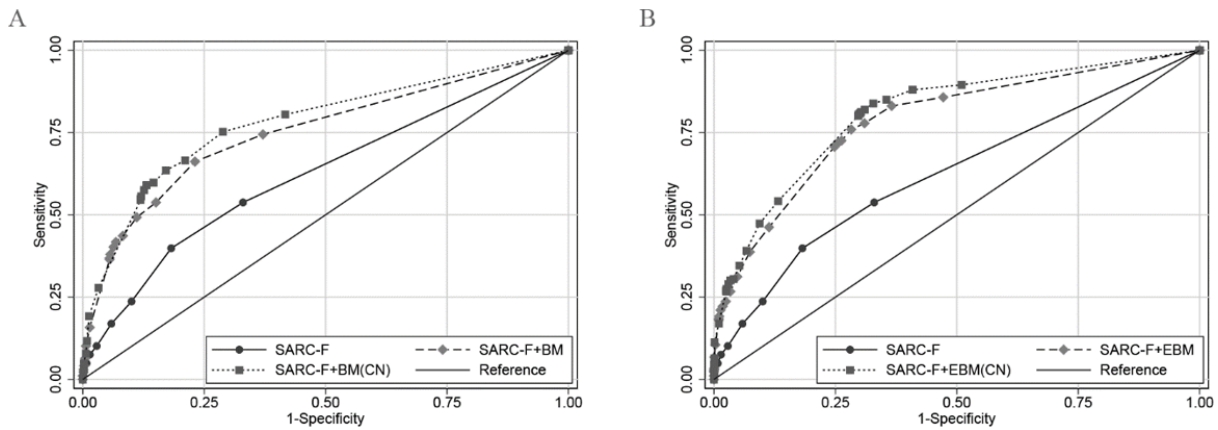 A
1.00
0.75
0.50
0.25
0.00
Sensitivity
SARC-F
SARC-F+BM
SARC-F+BM(CN)
Reference
0.00 0.25 0.50 0.75 1.00
1-Specificity
B
1.00
0.75
0.50
0.25
0.00
Sensitivity
SARC-F
SARC-F+EBM
SARC-F+EBM(CN)
Reference
0.00 0.25 0.50 0.75 1.00
1-Specificity